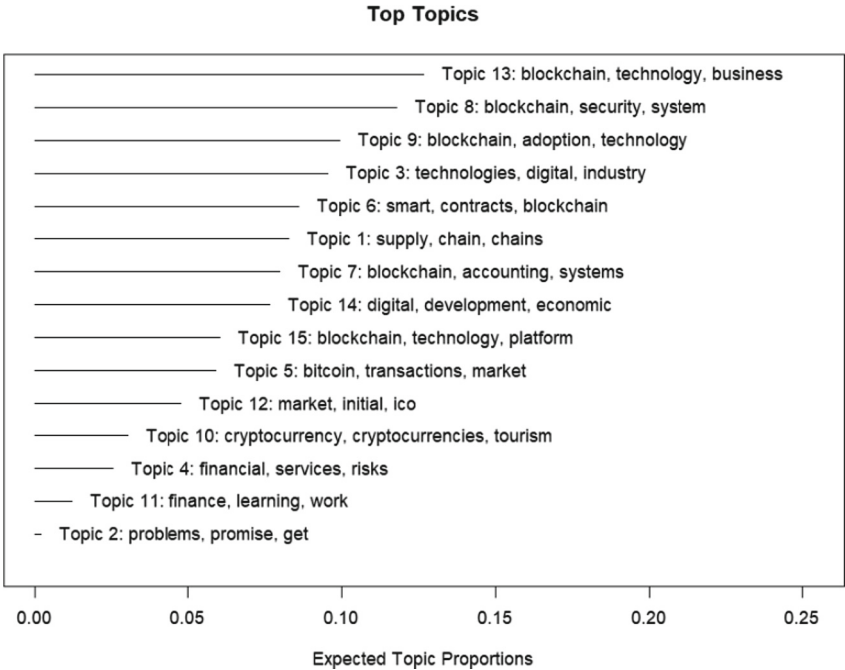 Top Topics
Topic 13: blockchain, technology, business
Topic 8: blockchain, security, system
Topic 9: blockchain, adoption, technology
Topic 3: technologies, digital, industry
Topic 6: smart, contracts, blockchain
Topic 1: supply, chain, chains
Topic 7: blockchain, accounting, systems
Topic 14: digital, development, economic
Topic 15: blockchain, technology, platform
Topic 5: bitcoin, transactions, market
Topic 12: market, initial, ico
Topic 10: cryptocurrency, cryptocurrencies, tourism
Topic 4: financial, services, risks
Topic 11: finance, learning, work
Topic 2: problems, promise, get
0.00 0.05 0.10 0.15 0.20 0.25
Expected Topic Proportions